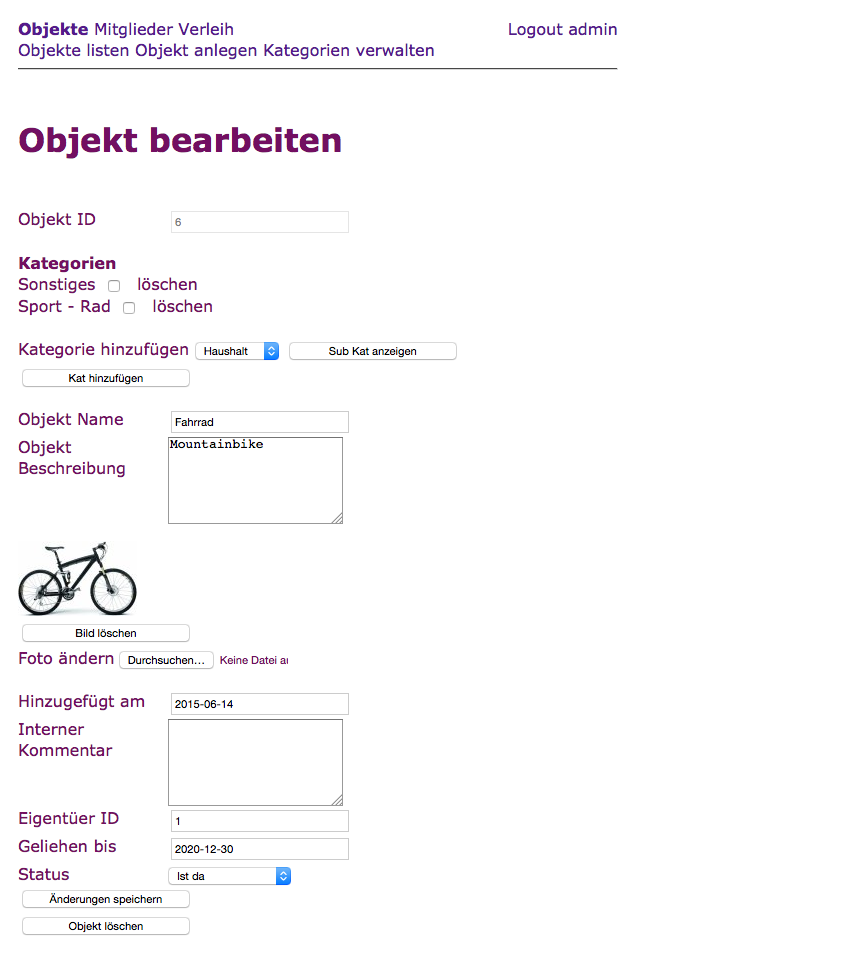 Objekte Mitglieder Verleih Logout admin
Objekte listen Objekt anlegen Kategorien verwalten
Objekt bearbeiten
Objekt ID 6
Kategorien
Sonstiges löschen
Sport - Rad löschen
Kategorie hinzufügen Haushalt Sub Kat anzeigen
Kat hinzufügen
Objekt Name Fahrrad
Objekt Beschreibung Mountainbike
Bild löschen
Foto ändern Durchsuchen... Keine Datei au
Hinzugefügt am 2015-06-14
Interner
Kommentar
Eigentüer ID 1
Geliehen bis 2020-12-30
Status Ist da
Änderungen speichern
Objekt löschen